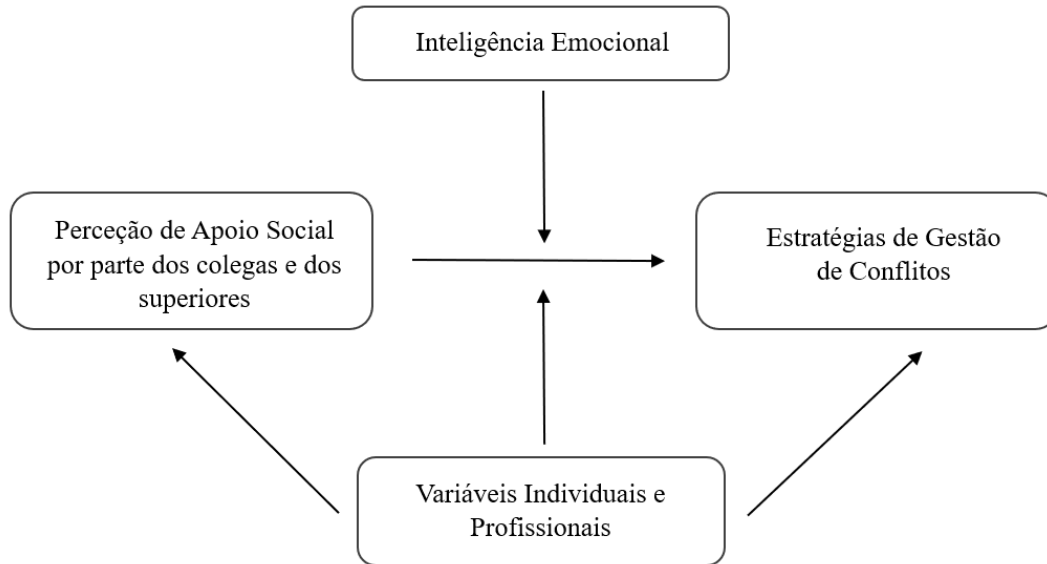 Inteligência Emocional
Perceção de Apoio Social
por parte dos colegas e dos
superiores
Estratégias de Gestão
de Conflitos
Variáveis Individuais e
Profissionais